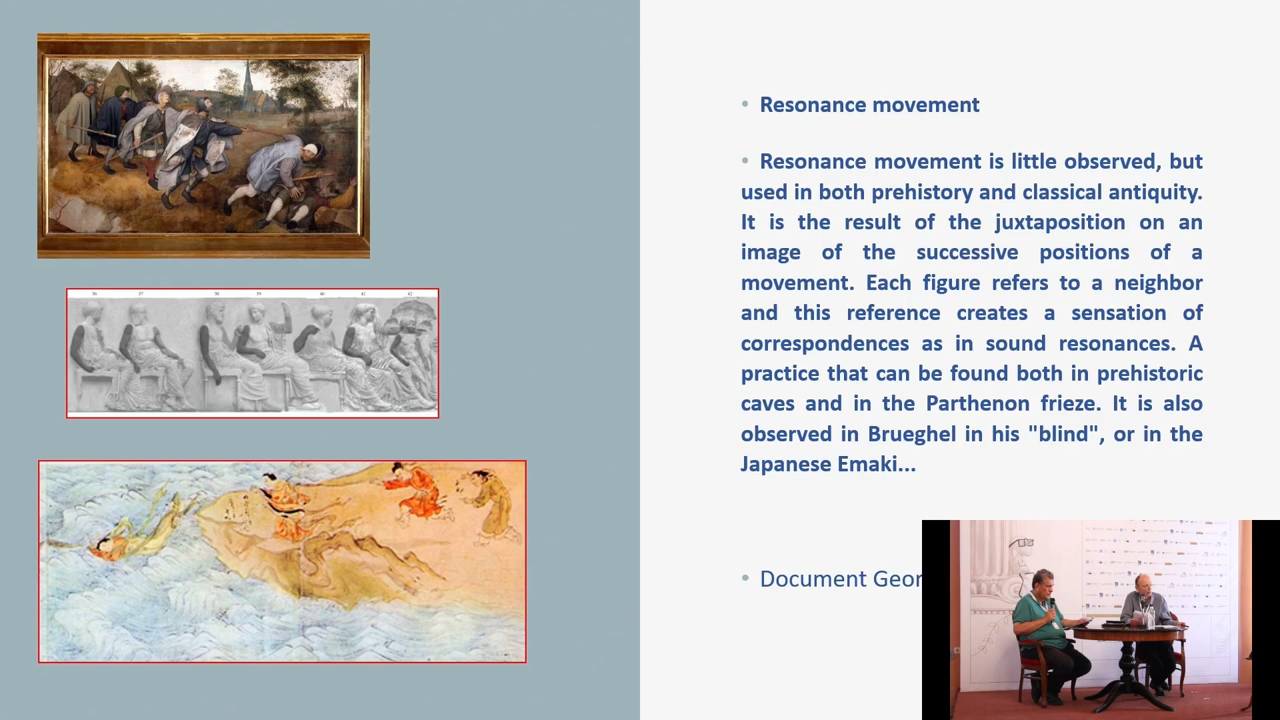 • Resonance movement
• Resonance movement is little observed, but
used in both prehistory and classical antiquity.
It is the result of the juxtaposition on an
image of the successive positions of a
movement. Each figure refers to a neighbor
and this reference creates a sensation of
correspondences as in sound resonances. A
practice that can be found both in prehistoric
caves and in the Parthenon frieze. It is also
observed in Brueghel in his "blind", or in the
Japanese Emaki...
• Document Geor